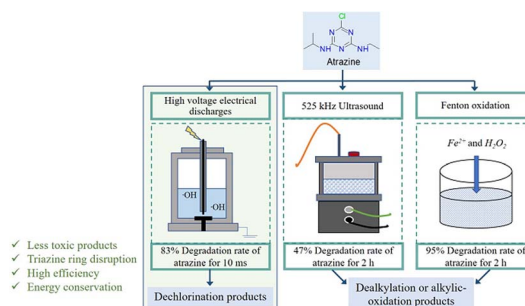 Cl
N
N
HN
N
NH
Atrazine
High voltage electrical
discharges
525 kHz Ultrasound
Fenton oxidation
·OH
·OH
Fe²⁺ and H₂O₂
✓ Less toxic products
✓ Triazine ring disruption
✓ High efficiency
✓ Energy conservation
83% Degradation rate of
atrazine for 10 ms
47% Degradation rate of
atrazine for 2 h
95% Degradation rate of
atrazine for 2 h
Dechlorination products
Dealkylation or alkylic-
oxidation products